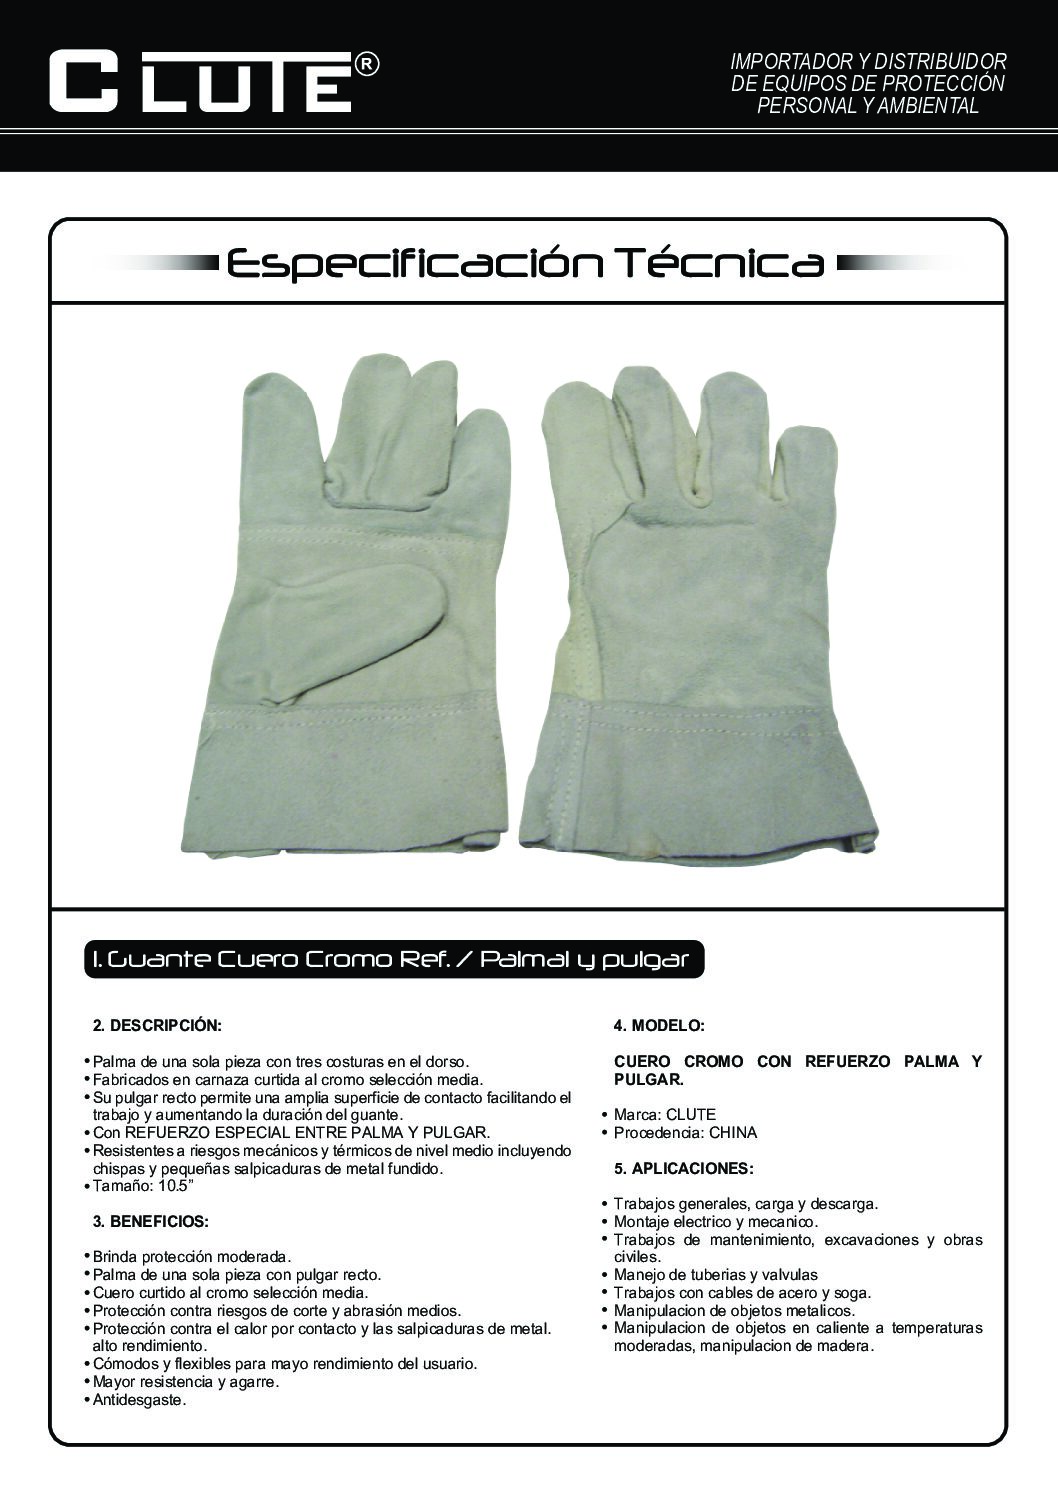 CLUTE®
IMPORTADOR Y DISTRIBUIDOR
DE EQUIPOS DE PROTECCIÓN
PERSONAL Y AMBIENTAL
Especificación Técnica
1. Guante Cuero Cromo Ref. / Palmal y pulgar
2. DESCRIPCIÓN:
• Palma de una sola pieza con tres costuras en el dorso.
• Fabricados en carnaza curtida al cromo selección media.
• Su pulgar recto permite una amplia superficie de contacto facilitando el
trabajo y aumentando la duración del guante.
• Con REFUERZO ESPECIAL ENTRE PALMA Y PULGAR.
• Resistentes a riesgos mecánicos y térmicos de nivel medio incluyendo
chispas y pequeñas salpicaduras de metal fundido.
• Tamaño: 10.5”
3. BENEFICIOS:
• Brinda protección moderada.
• Palma de una sola pieza con pulgar recto.
• Cuero curtido al cromo selección media.
• Protección contra riesgos de corte y abrasión medios.
• Protección contra el calor por contacto y las salpicaduras de metal.
alto rendimiento.
• Cómodos y flexibles para mayo rendimiento del usuario.
• Mayor resistencia y agarre.
• Antidesgaste.
4. MODELO:
CUERO CROMO CON REFUERZO PALMA Y
PULGAR.
• Marca: CLUTE
• Procedencia: CHINA
5. APLICACIONES:
• Trabajos generales, carga y descarga.
• Montaje electrico y mecanico.
• Trabajos de mantenimiento, excavaciones y obras
civiles.
• Manejo de tuberias y valvulas
• Trabajos con cables de acero y soga.
• Manipulacion de objetos metalicos.
• Manipulacion de objetos en caliente a temperaturas
moderadas, manipulacion de madera.